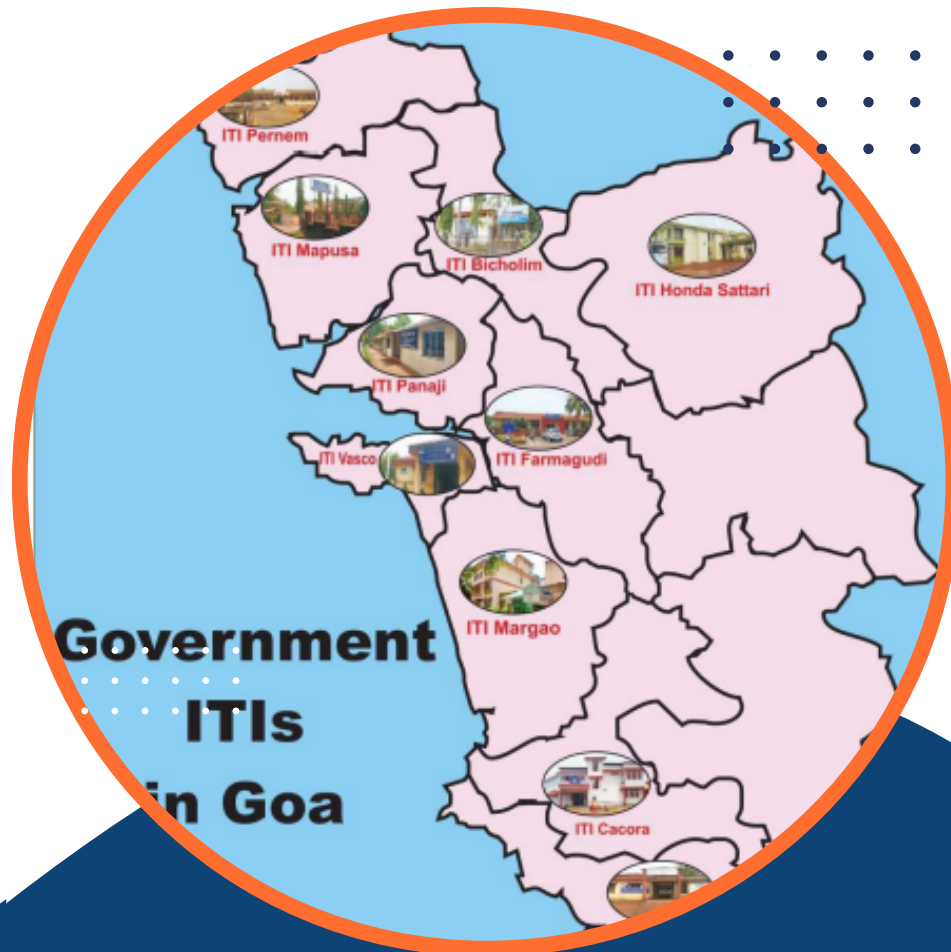 ITI Pernem
ITI Mapusa
ITI Bicholim
ITI Honda Sattari
ITI Panaji
ITI Vasco
ITI Farmagudi
ITI Margao
Government
ITIs
in Goa
ITI Cacora